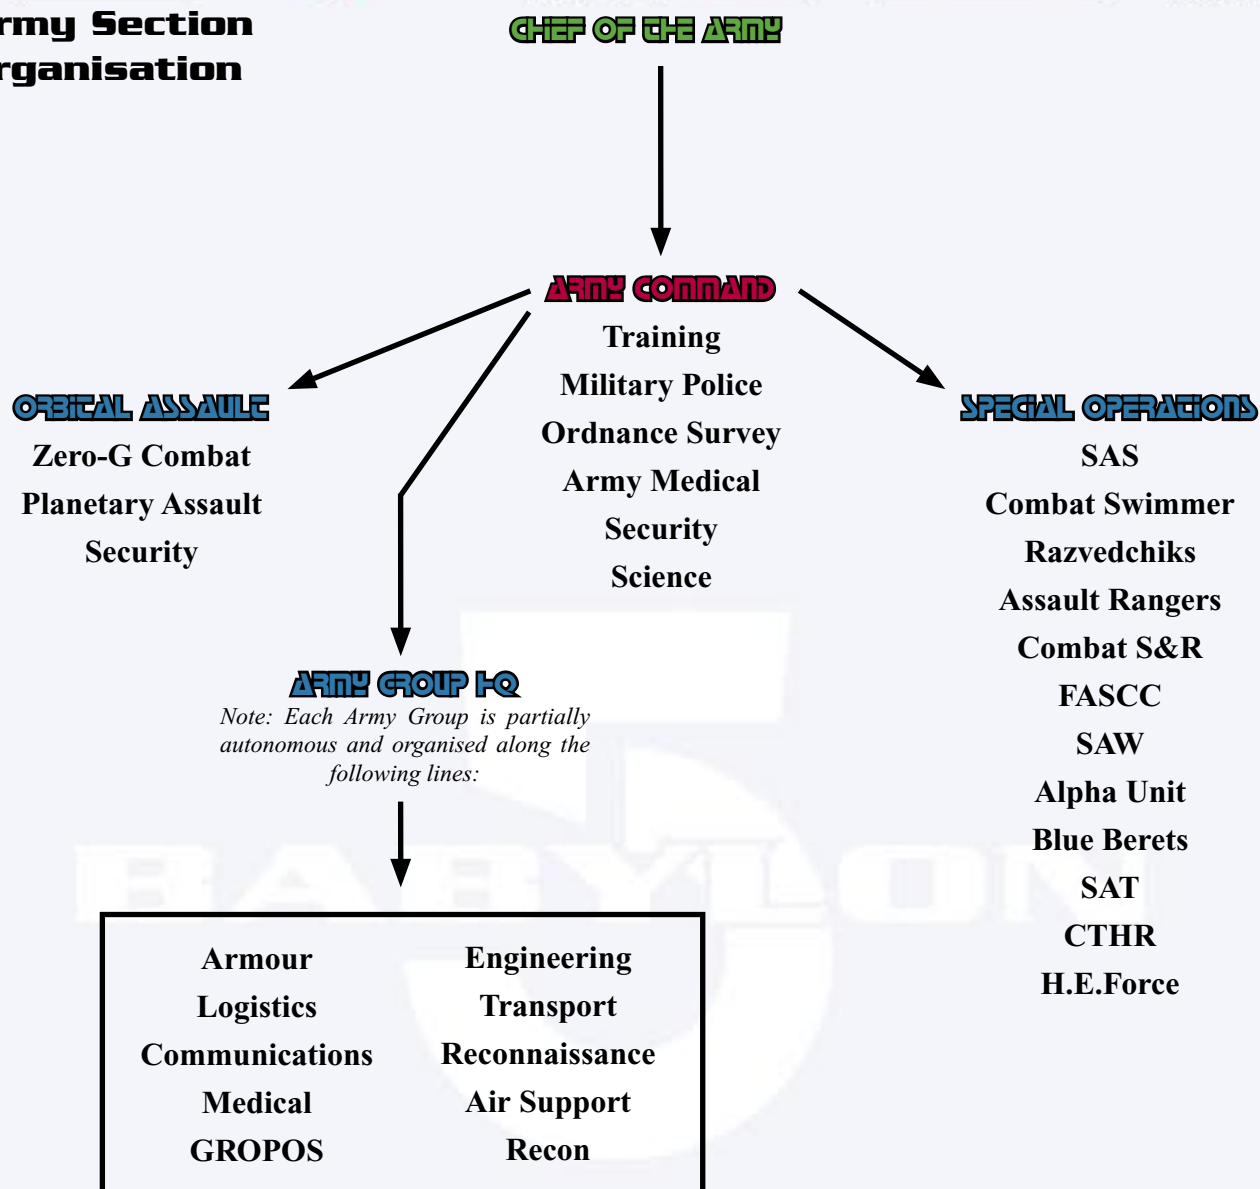 rmy Section
rganisation
CHIEF OF THE ARMY
ARMY COMMAND
Training
Military Police
Ordnance Survey
Army Medical
Security
Science
ORBITAL ASSAULT
Zero-G Combat
Planetary Assault
Security
SPECIAL OPERATIONS
SAS
Combat Swimmer
Razvedchiks
Assault Rangers
Combat S&R
FASCC
SAW
Alpha Unit
Blue Berets
SAT
CTHR
H.E.Force
ARMY GROUP HQ
Note: Each Army Group is partially
autonomous and organised along the
following lines:
Armour
Logistics
Communications
Medical
GROPOS
Engineering
Transport
Reconnaissance
Air Support
Recon
BABYLON
5